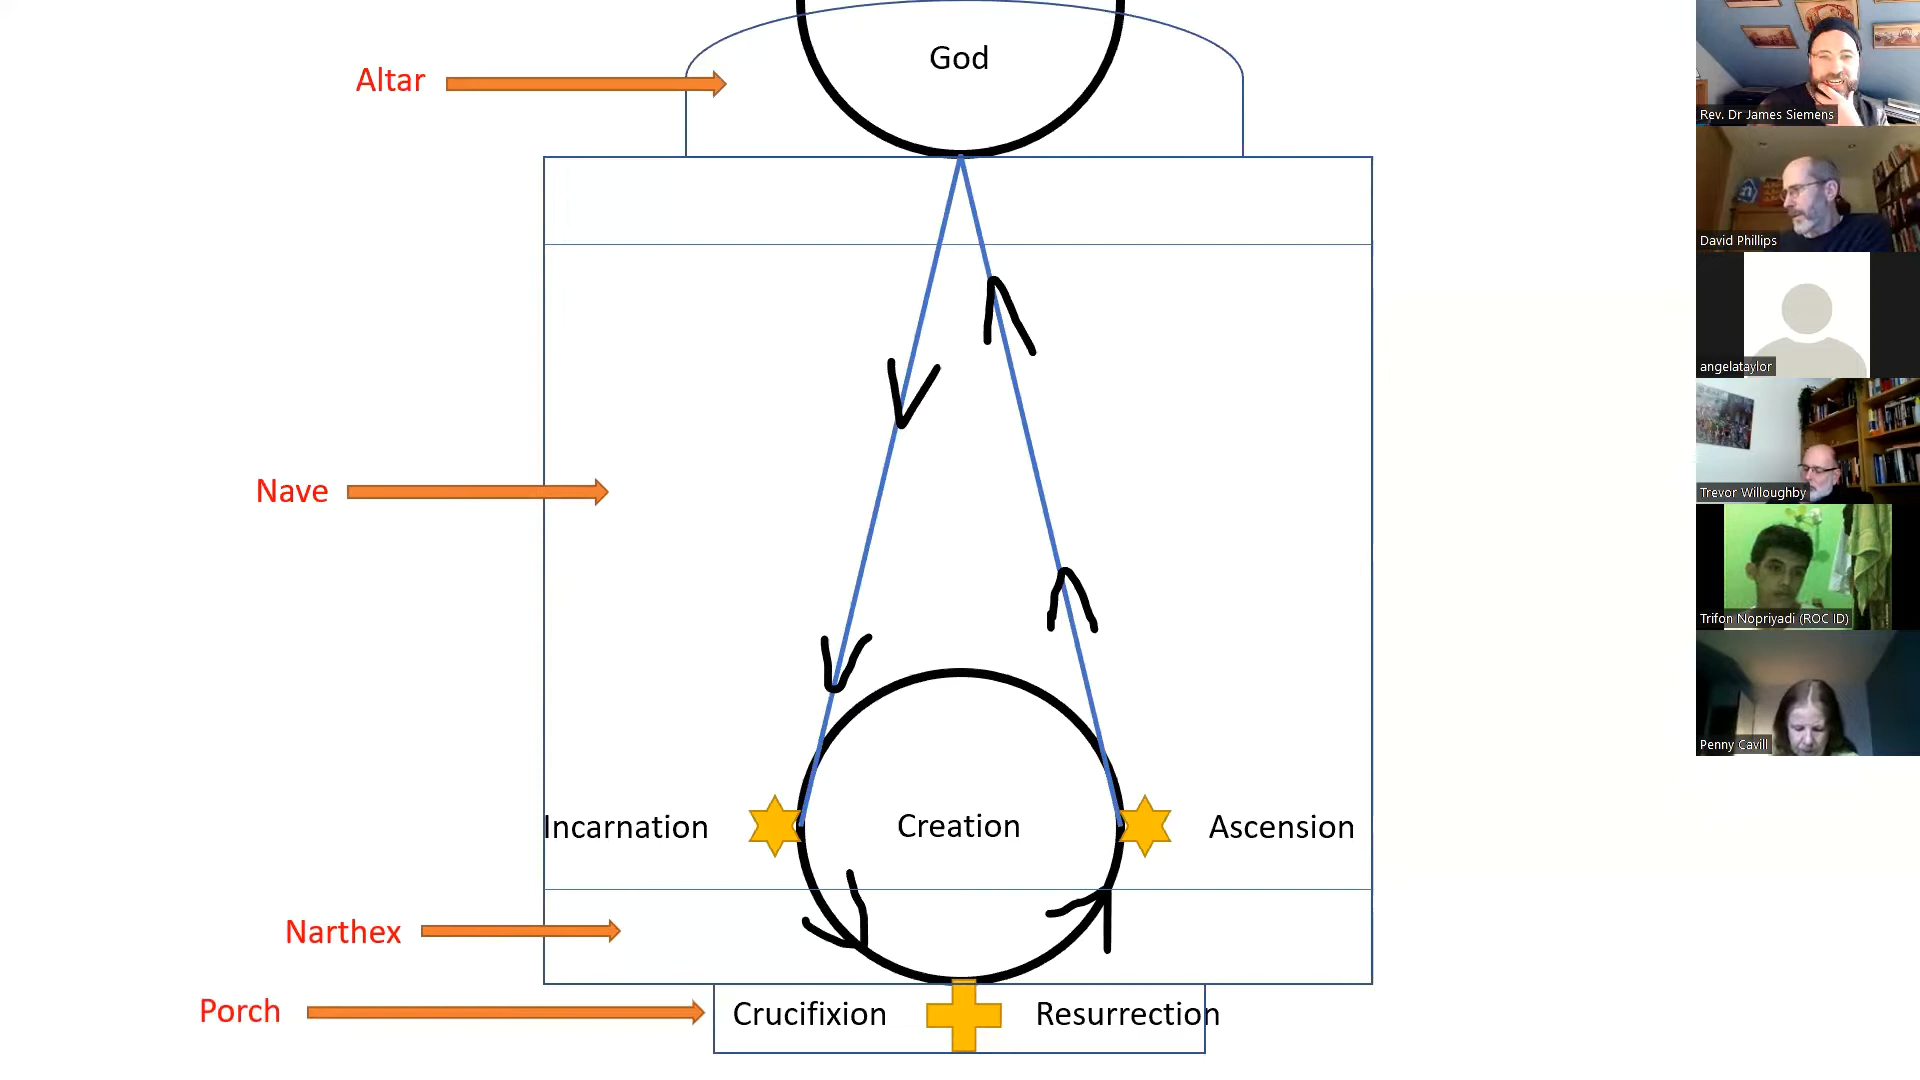 God
Altar
Nave
Incarnation
Creation
Ascension
Narthex
Porch
Crucifixion
Resurrection
Rev. Dr James Siemens
David Phillips
angelataylor
Trevor Willoughby
Trifon Nopriyadi (ROC ID)
Penny Cavill